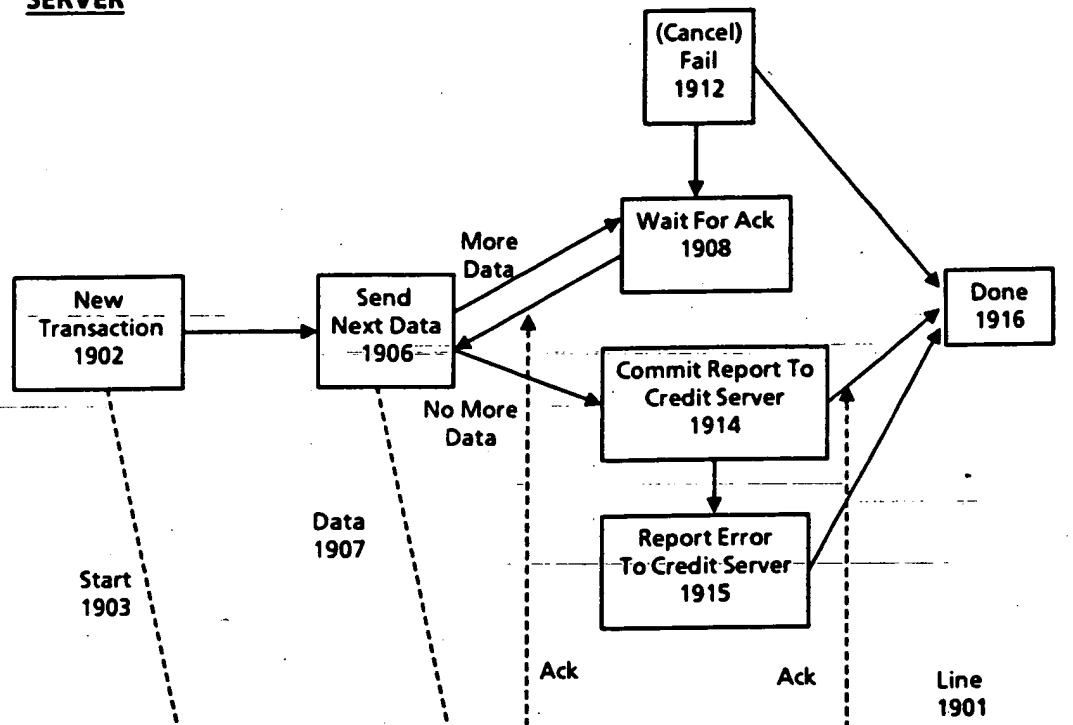 SERVER
(Cancel)
Fail
1912
Wait For Ack
1908
More
Data
New
Transaction
1902
Send
Next Data
1906
Done
1916
Commit Report To
Credit Server
1914
No More
Data
Report Error
To Credit Server
1915
Data
1907
Start
1903
Ack
Ack
Line
1901